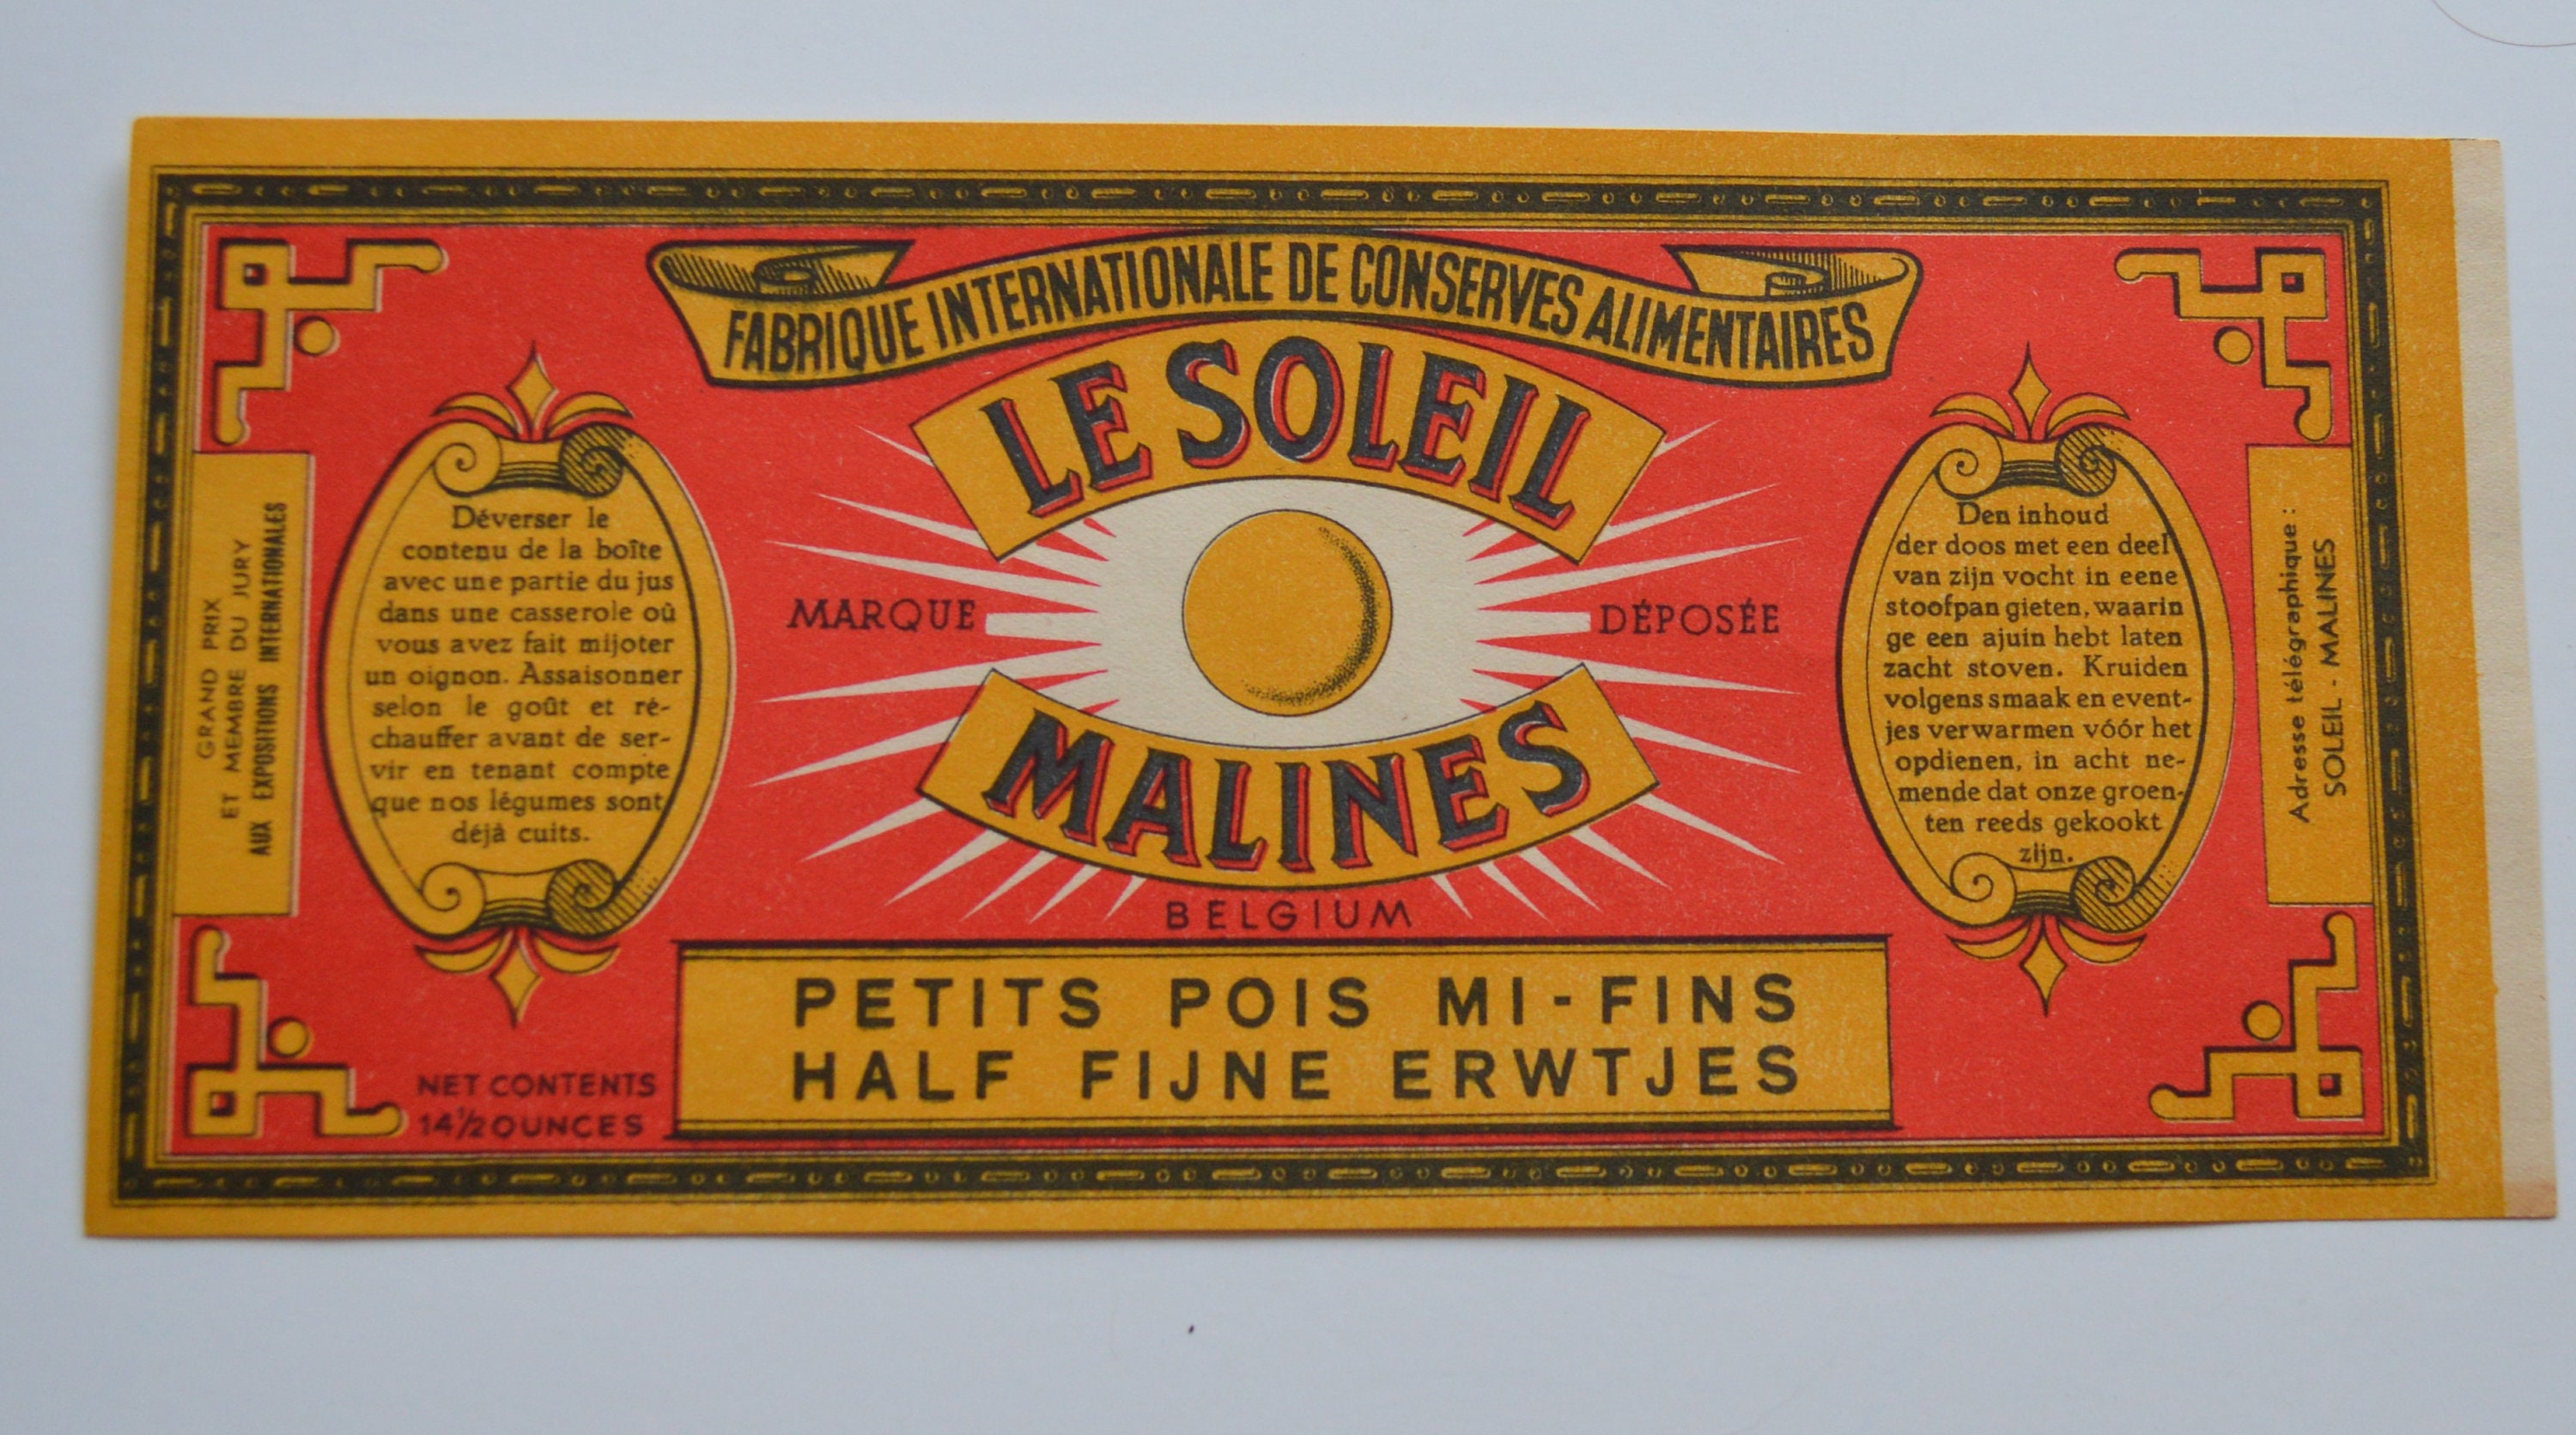 FABRIQUE INTERNATIONALE DE CONSERVES ALIMENTAIRES
LE SOLEIL
MARQUE DÉPOSÉE
MALINES
BELGIUM
PETITS POIS MI-FINS
HALF FIJNE ERWTJES
NET CONTENTS
14½ OUNCES
GRAND PRIX
ET MEMBRE DU JURY
AUX EXPOSITIONS INTERNATIONALES
Déverser le
contenu de la boîte
avec une partie du jus
dans une casserole où
vous avez fait mijoter
un oignon. Assaisonner
selon le goût et ré-
chauffer avant de ser-
vir en tenant compte
que nos légumes sont
déjà cuits.
Den inhoud
der doos met een deel
van zijn vocht in eene
stoofpan gieten, waarin
ge een ajuin hebt laten
zacht stoven. Kruiden
volgens smaak en event-
jes verwarmen vóór het
opdienen, in acht ne-
mende dat onze groen-
ten reeds gekookt
zijn.
Adresse télégraphique :
SOLEIL - MALINES